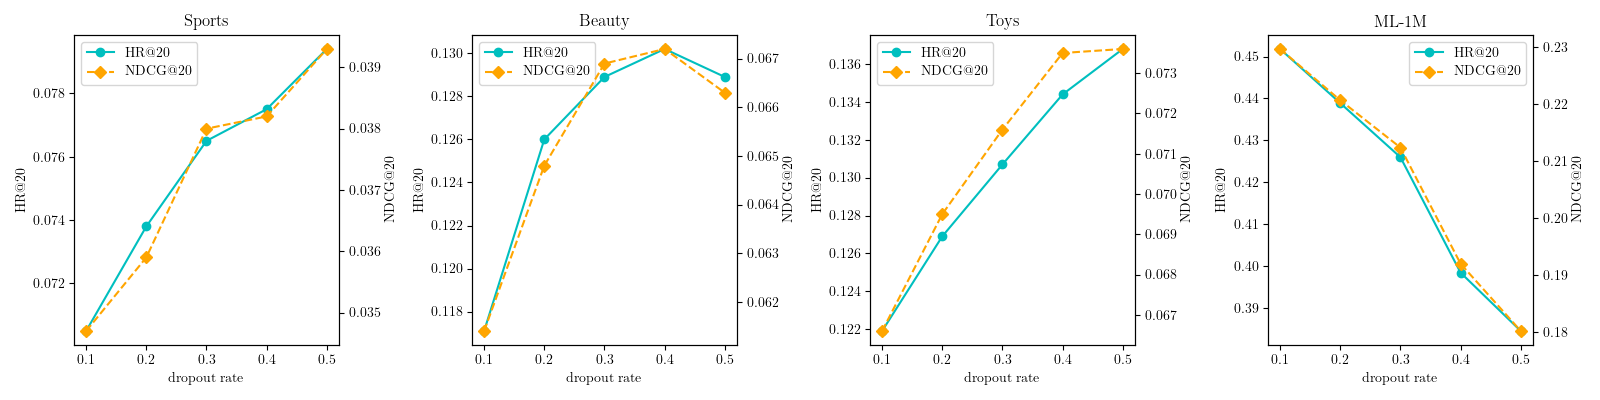 Sports
HR@20
NDCG@20
0.078
0.076
0.074
0.072
HR@20
0.039
0.038
0.037
0.036
0.035
NDCG@20
0.1 0.2 0.3 0.4 0.5
dropout rate
Beauty
HR@20
NDCG@20
0.130
0.128
0.126
0.124
0.122
0.120
0.118
HR@20
0.067
0.066
0.065
0.064
0.063
0.062
NDCG@20
0.1 0.2 0.3 0.4 0.5
dropout rate
Toys
HR@20
NDCG@20
0.136
0.134
0.132
0.130
0.128
0.126
0.124
0.122
HR@20
0.073
0.072
0.071
0.070
0.069
0.068
0.067
NDCG@20
0.1 0.2 0.3 0.4 0.5
dropout rate
ML-1M
HR@20
NDCG@20
0.45
0.44
0.43
0.42
0.41
0.40
0.39
HR@20
0.23
0.22
0.21
0.20
0.19
0.18
NDCG@20
0.1 0.2 0.3 0.4 0.5
dropout rate